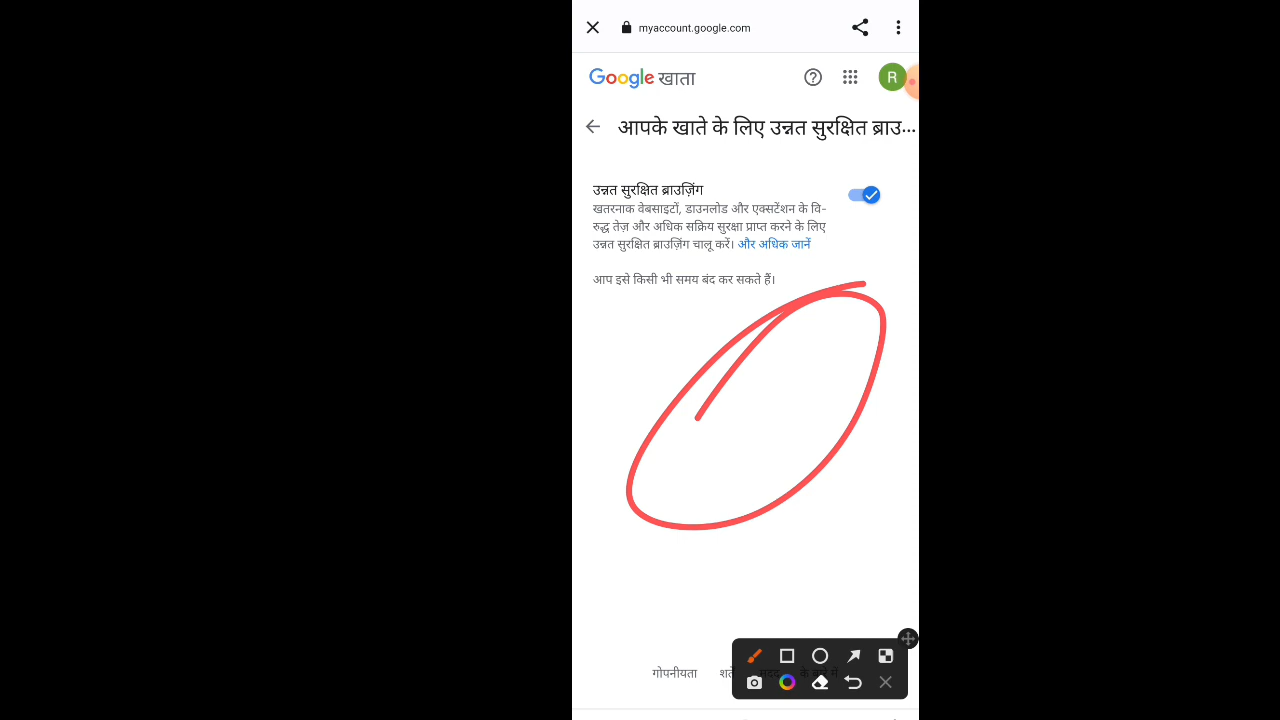 myaccount.google.com
Google खाता
R
आपके खाते के लिए उन्नत सुरक्षित ब्राउ...
उन्नत सुरक्षित ब्राउज़िंग
खतरनाक वेबसाइटों, डाउनलोड और एक्सटेंशन के वि-
रुद्ध तेज़ और अधिक सक्रिय सुरक्षा प्राप्त करने के लिए
उन्नत सुरक्षित ब्राउज़िंग चालू करें। और अधिक जानें
आप इसे किसी भी समय बंद कर सकते हैं।
गोपनीयता